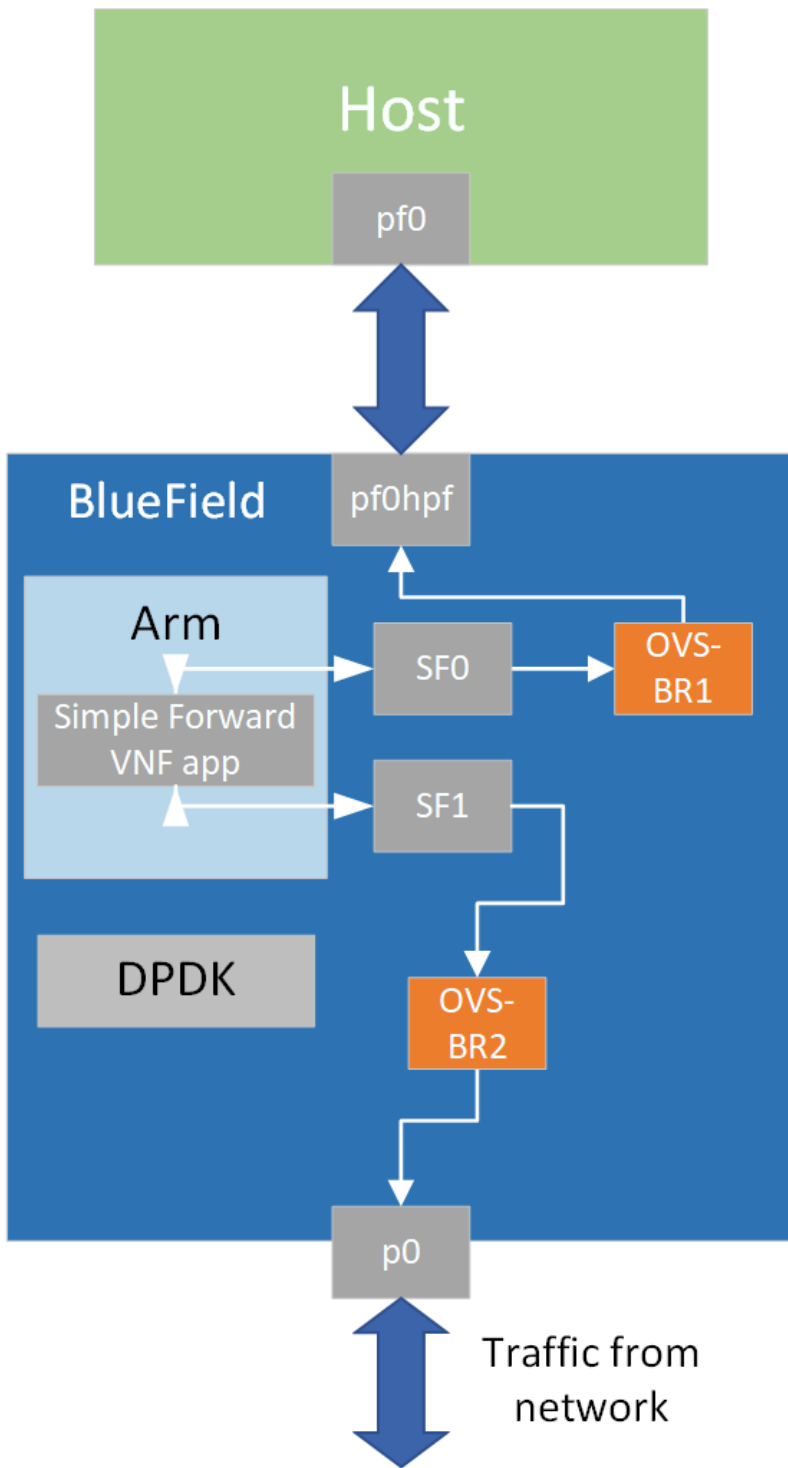 Host
pf0
BlueField
pf0hpf
Arm
SF0
OVS-
BR1
Simple Forward
VNF app
SF1
DPDK
OVS-
BR2
p0
Traffic from
network